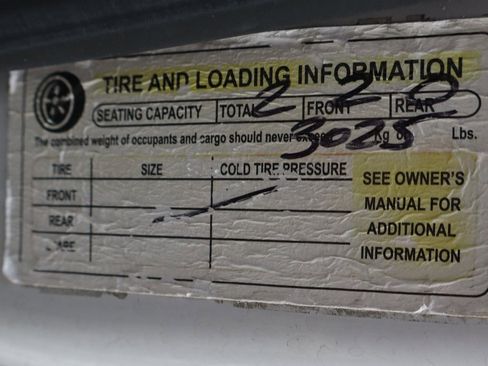 TIRE AND LOADING INFORMATION
SEATING CAPACITY TOTAL 2 FRONT 2 REAR 0
The combined weight of occupants and cargo should never exceed 3025 Kg or Lbs.
TIRE SIZE COLD TIRE PRESSURE
FRONT
REAR
SPARE
SEE OWNER'S
MANUAL FOR
ADDITIONAL
INFORMATION